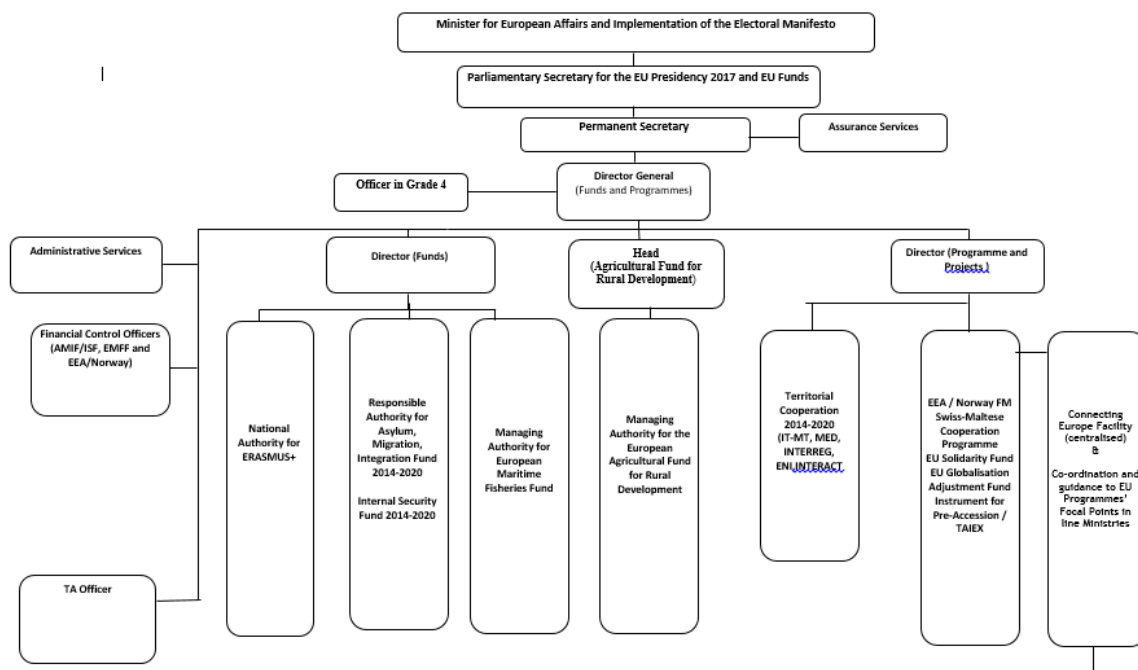 Minister for European Affairs and Implementation of the Electoral Manifesto
Parliamentary Secretary for the EU Presidency 2017 and EU Funds
Permanent Secretary
Assurance Services
Director General
(Funds and Programmes)
Officer in Grade 4
Administrative Services
Director (Funds)
Head
(Agricultural Fund for
Rural Development)
Director (Programme and
Projects )
Financial Control Officers
(AMIF/ISF, EMFF and
EEA/Norway)
National
Authority for
ERASMUS+
Responsible
Authority for
Asylum,
Migration,
Integration Fund
2014-2020
Internal Security
Fund 2014-2020
Managing
Authority for
European
Maritime
Fisheries Fund
Managing
Authority for the
European
Agricultural Fund
for Rural
Development
Territorial
Cooperation
2014-2020
(IT-MT, MED,
INTERREG,
ENI,INTERACT
EEA / Norway FM
Swiss-Maltese
Cooperation
Programme
EU Solidarity Fund
EU Globalisation
Adjustment Fund
Instrument for
Pre-Accession /
TAIEX
Connecting
Europe Facility
(centralised)
&
Co-ordination and
guidance to EU
Programmes'
Focal Points in
line Ministries
TA Officer